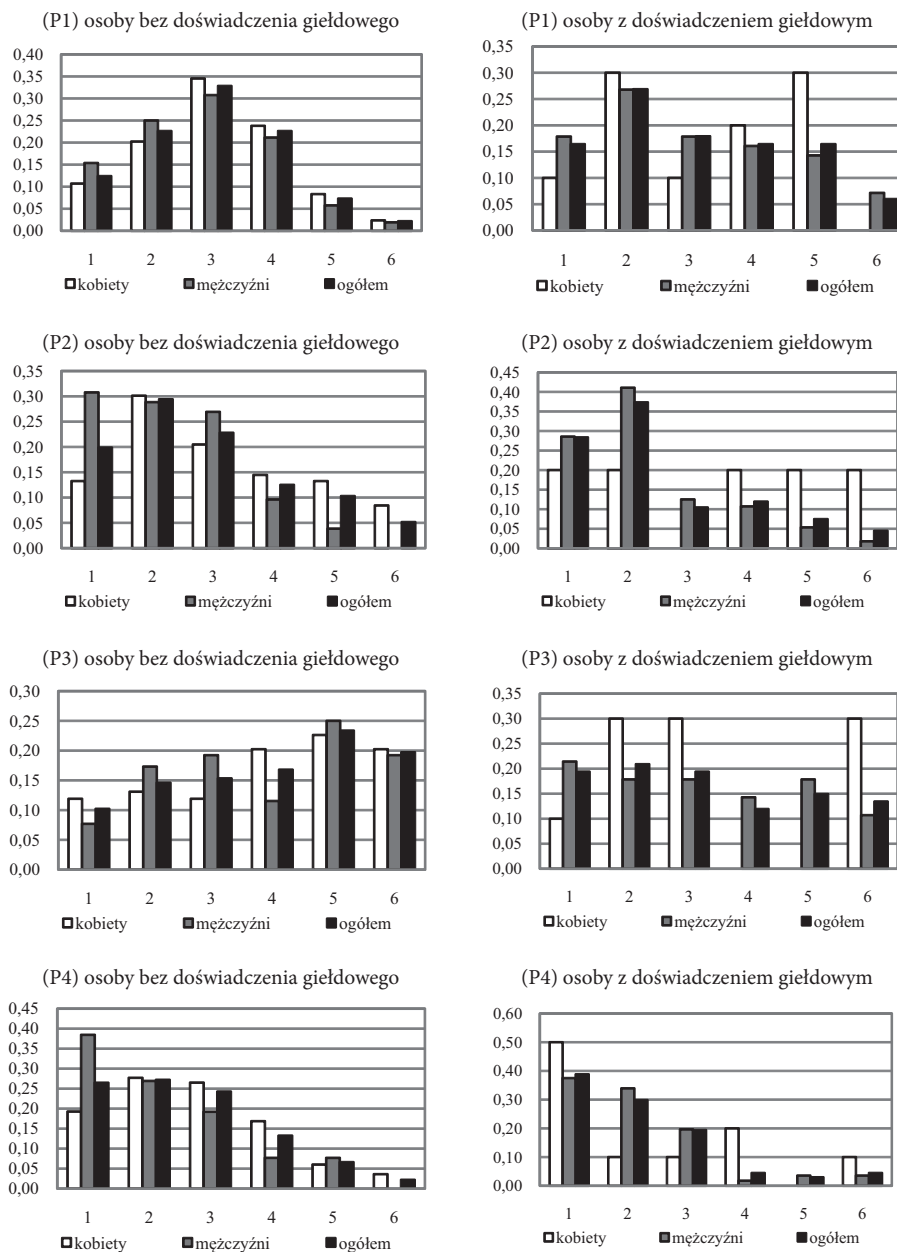 (P1) osoby bez doświadczenia giełdowego
0,40
0,35
0,30
0,25
0,20
0,15
0,10
0,05
0,00
1 2 3 4 5 6
kobiety mężczyźni ogółem
(P1) osoby z doświadczeniem giełdowym
0,35
0,30
0,25
0,20
0,15
0,10
0,05
0,00
1 2 3 4 5 6
kobiety mężczyźni ogółem
(P2) osoby bez doświadczenia giełdowego
0,35
0,30
0,25
0,20
0,15
0,10
0,05
0,00
1 2 3 4 5 6
kobiety mężczyźni ogółem
(P2) osoby z doświadczeniem giełdowym
0,45
0,40
0,35
0,30
0,25
0,20
0,15
0,10
0,05
0,00
1 2 3 4 5 6
kobiety mężczyźni ogółem
(P3) osoby bez doświadczenia giełdowego
0,30
0,25
0,20
0,15
0,10
0,05
0,00
1 2 3 4 5 6
kobiety mężczyźni ogółem
(P3) osoby z doświadczeniem giełdowym
0,35
0,30
0,25
0,20
0,15
0,10
0,05
0,00
1 2 3 4 5 6
kobiety mężczyźni ogółem
(P4) osoby bez doświadczenia giełdowego
0,45
0,40
0,35
0,30
0,25
0,20
0,15
0,10
0,05
0,00
1 2 3 4 5 6
kobiety mężczyźni ogółem
(P4) osoby z doświadczeniem giełdowym
0,60
0,50
0,40
0,30
0,20
0,10
0,00
1 2 3 4 5 6
kobiety mężczyźni ogółem